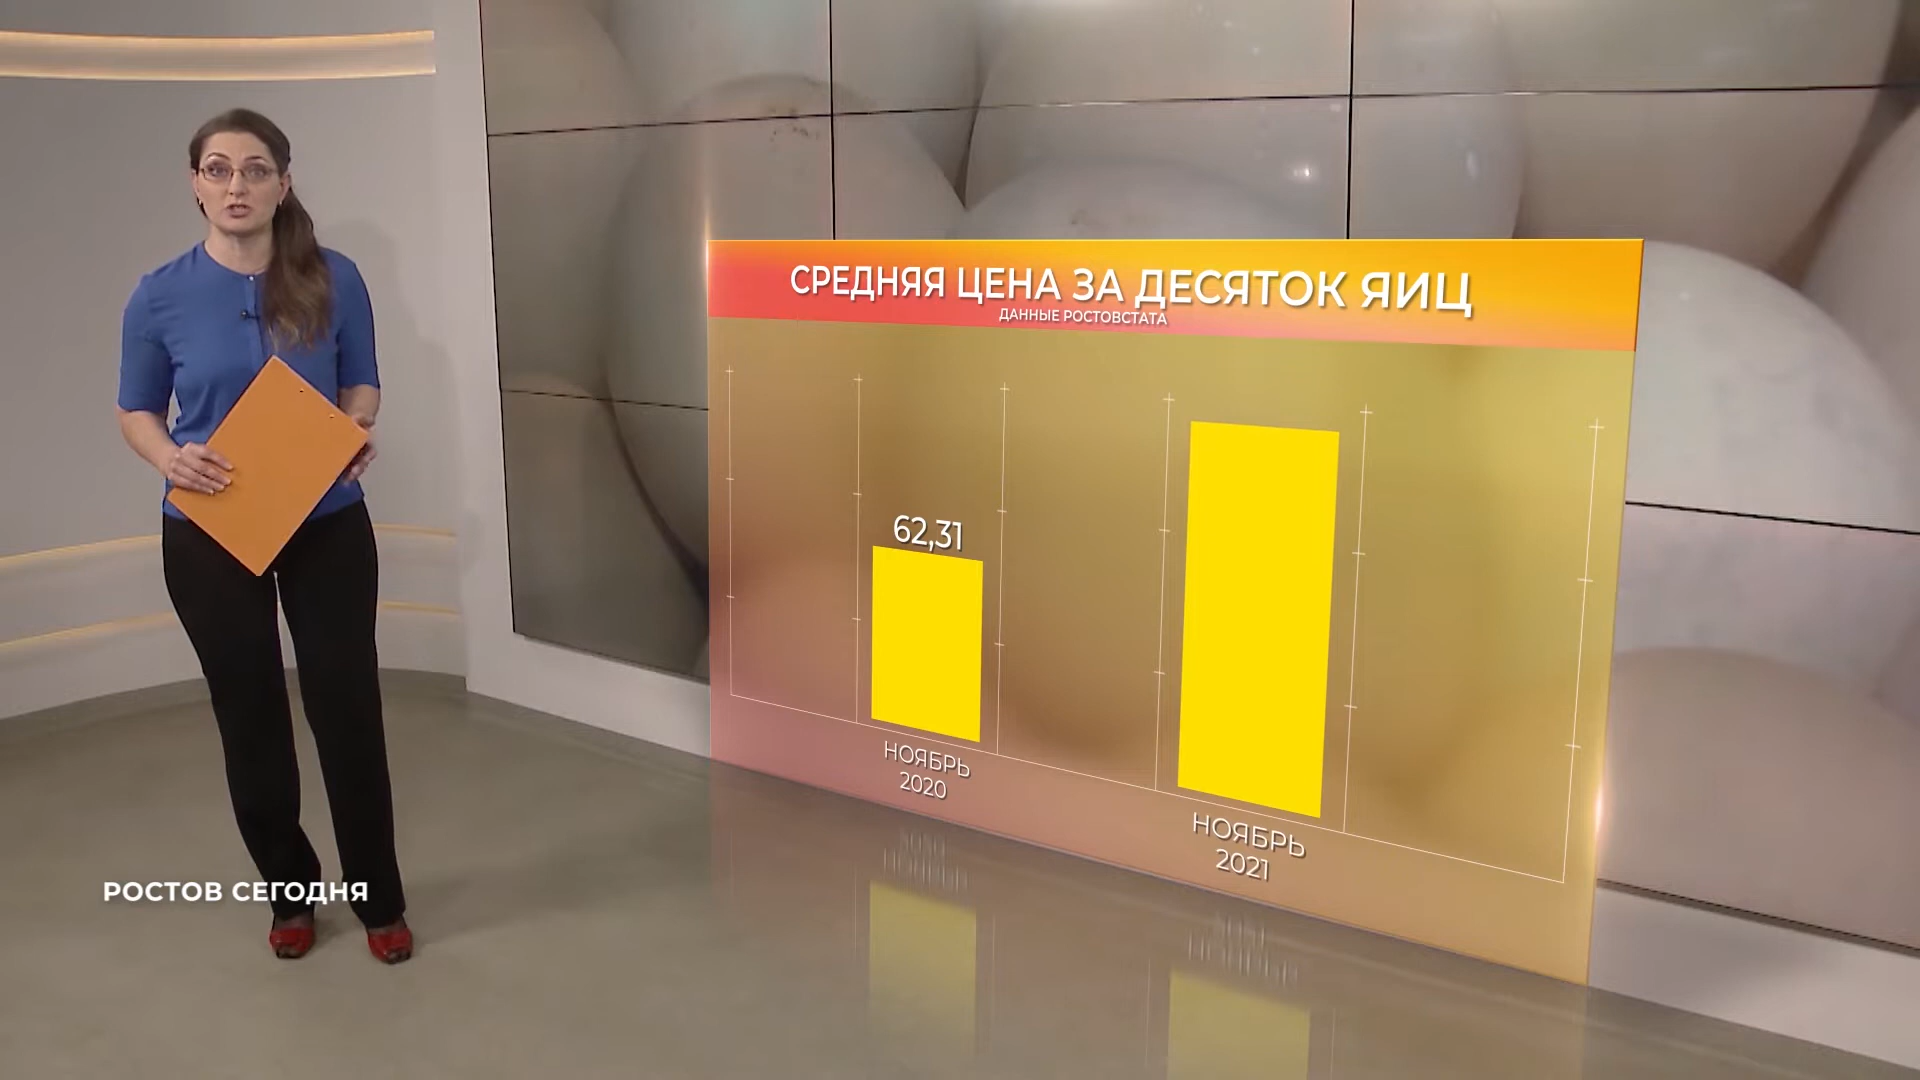 СРЕДНЯЯ ЦЕНА ЗА ДЕСЯТОК ЯИЦ
ДАННЫЕ РОСТОВСТАТА
62,31
НОЯБРЬ
2020
НОЯБРЬ
2021
РОСТОВ СЕГОДНЯ